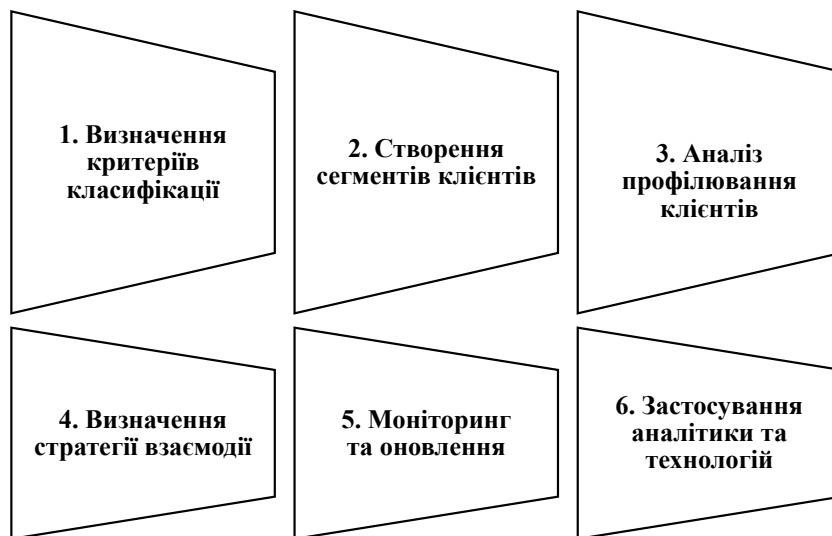 1. Визначення
критеріїв
класифікації
2. Створення
сегментів клієнтів
3. Аналіз
профілювання
клієнтів
4. Визначення
стратегії взаємодії
5. Моніторинг
та оновлення
6. Застосування
аналітики та
технологій